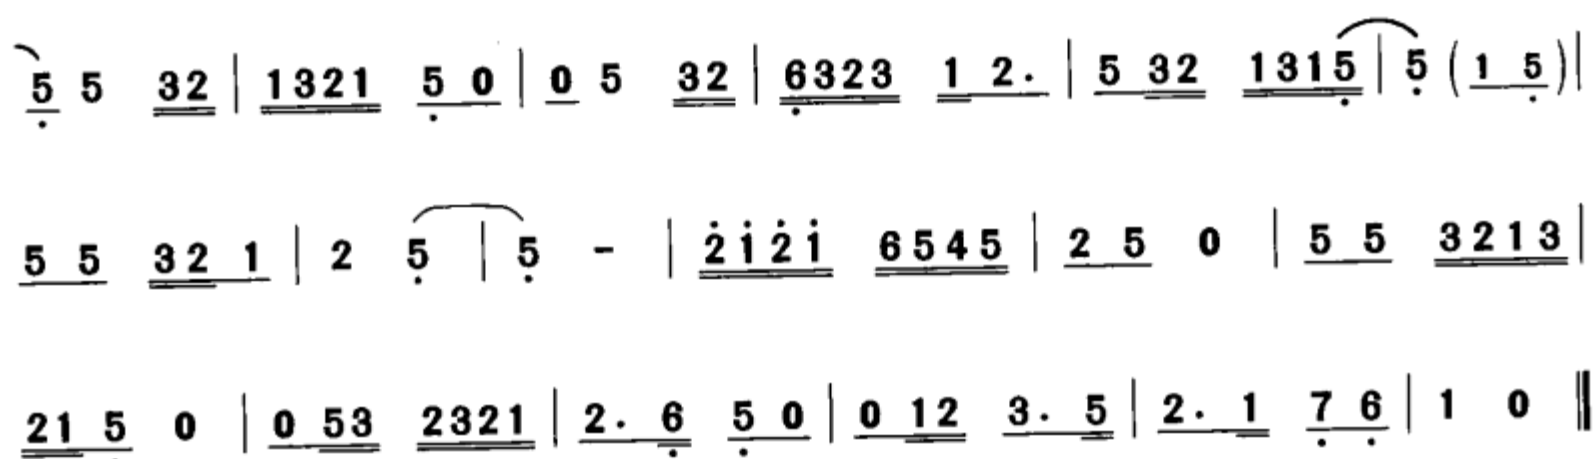 5 5 32 | 1321 5 0 | 0 5 32 | 6323 1 2. | 5 32 1315 | 5 (1 5) |
5 5 32 1 | 2 5 | 5 - | 2121 6545 | 2 5 0 | 5 5 3213 |
21 5 0 | 0 53 2321 | 2. 6 5 0 | 0 12 3. 5 | 2. 1 7 6 | 1 0 ‖